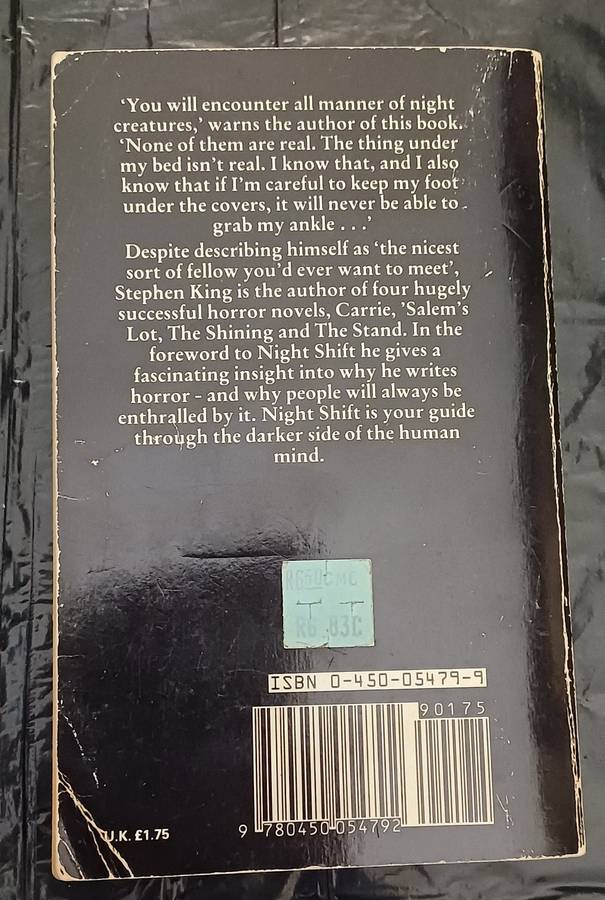 ‘You will encounter all manner of night
creatures,’ warns the author of this book.
‘None of them are real. The thing under
my bed isn’t real. I know that, and I also
know that if I’m careful to keep my foot
under the covers, it will never be able to
grab my ankle . . .’
Despite describing himself as ‘the nicest
sort of fellow you’d ever want to meet’,
Stephen King is the author of four hugely
successful horror novels, Carrie, ’Salem’s
Lot, The Shining and The Stand. In the
foreword to Night Shift he gives a
fascinating insight into why he writes
horror - and why people will always be
enthralled by it. Night Shift is your guide
through the darker side of the human
mind.
ISBN 0-450-05479-9
90175
9 780450 054792
U.K. £1.75